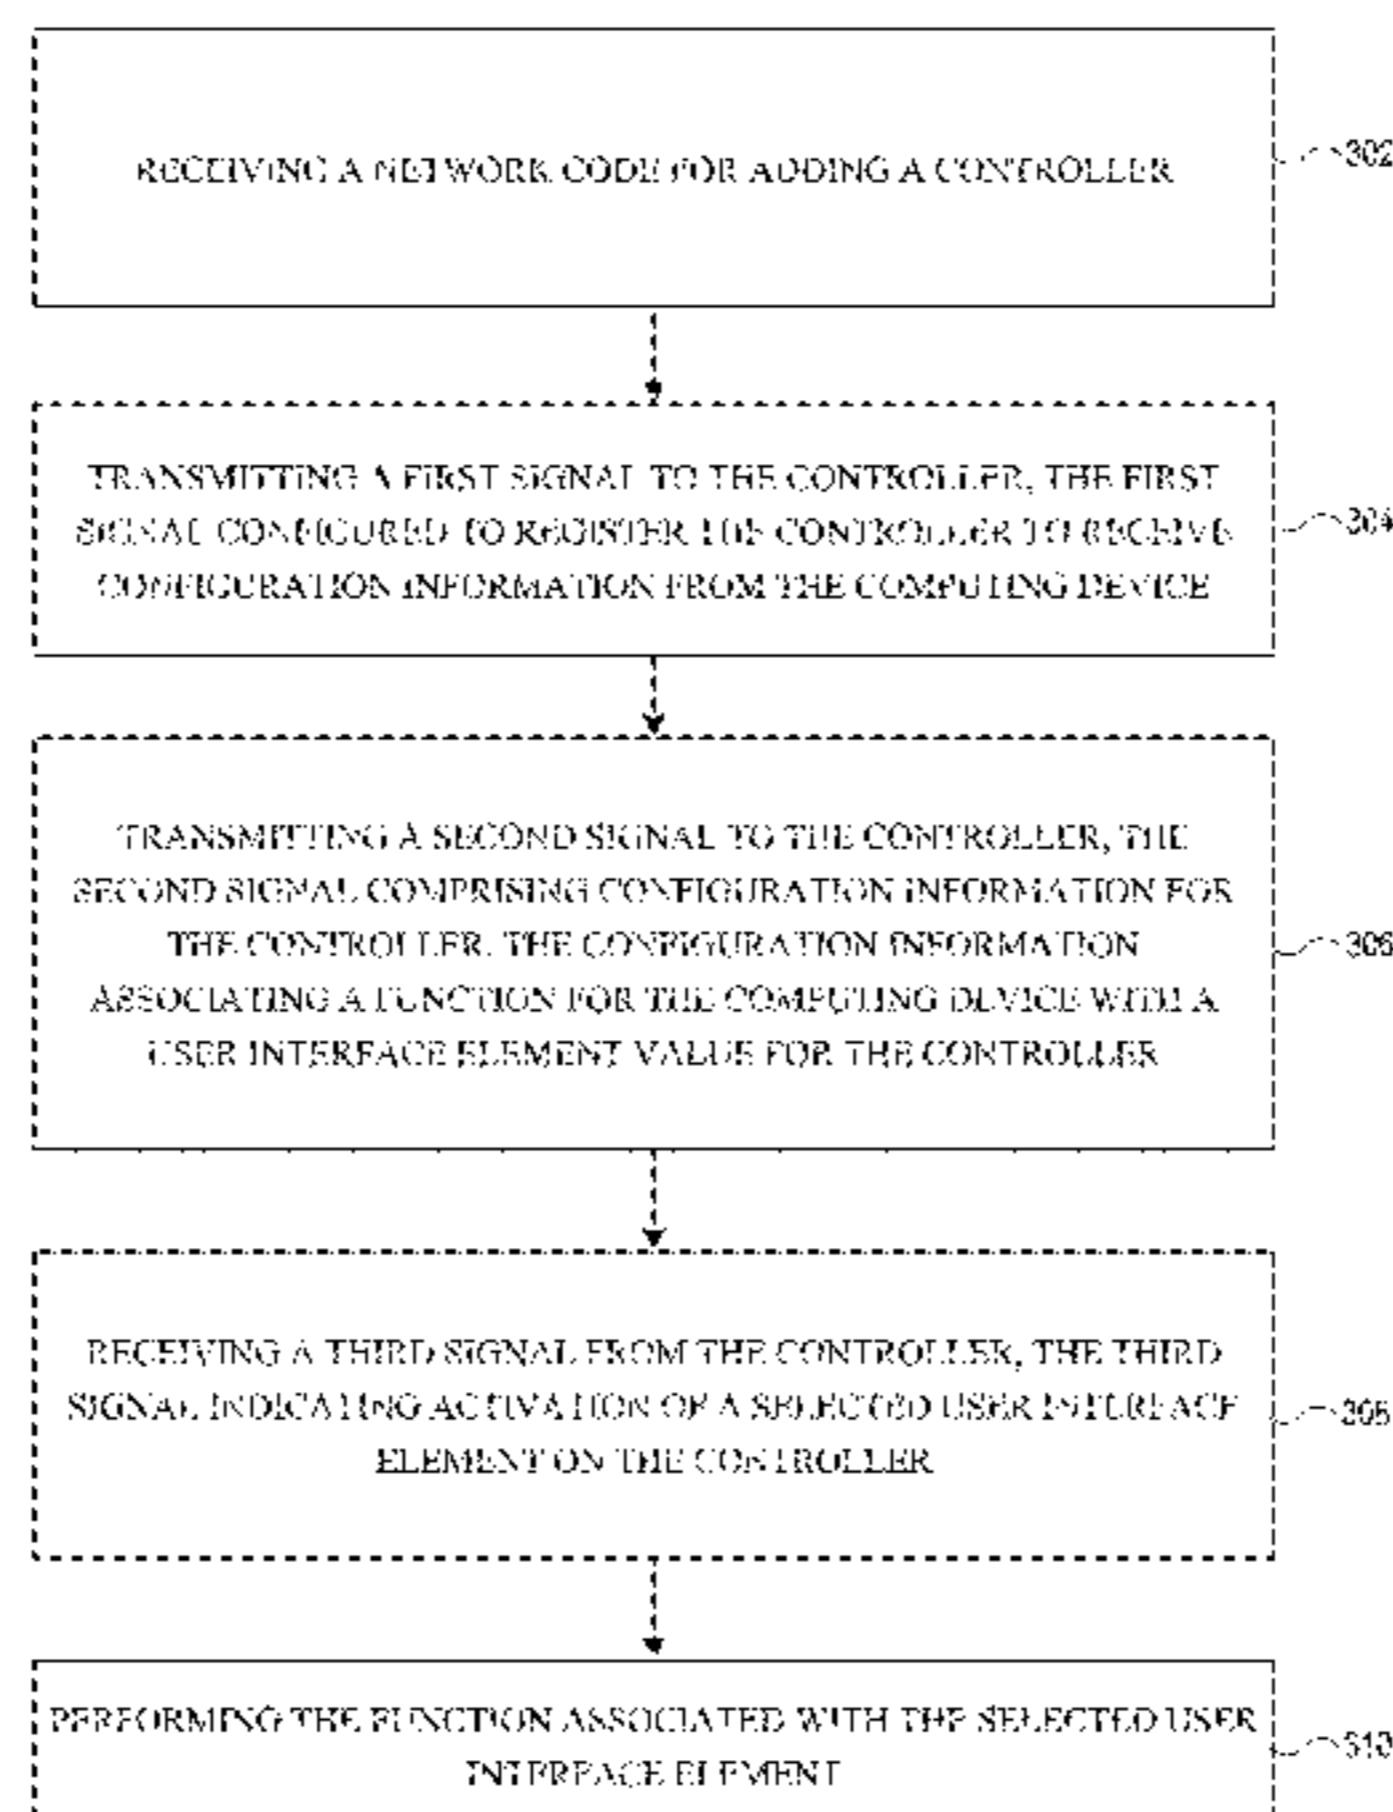 RECEIVING A NETWORK CODE FOR ADDING A CONTROLLER
302
TRANSMITTING A FIRST SIGNAL TO THE CONTROLLER, THE FIRST
SIGNAL CONFIGURED TO REGISTER THE CONTROLLER TO RECEIVE
CONFIGURATION INFORMATION FROM THE COMPUTING DEVICE
304
TRANSMITTING A SECOND SIGNAL TO THE CONTROLLER, THE
SECOND SIGNAL COMPRISING CONFIGURATION INFORMATION FOR
THE CONTROLLER, THE CONFIGURATION INFORMATION
ASSOCIATING A FUNCTION FOR THE COMPUTING DEVICE WITH A
USER INTERFACE ELEMENT VALUE FOR THE CONTROLLER
306
RECEIVING A THIRD SIGNAL FROM THE CONTROLLER, THE THIRD
SIGNAL INDICATING ACTIVATION OF A SELECTED USER INTERFACE
ELEMENT ON THE CONTROLLER
308
PERFORMING THE FUNCTION ASSOCIATED WITH THE SELECTED USER
INTERFACE ELEMENT
310